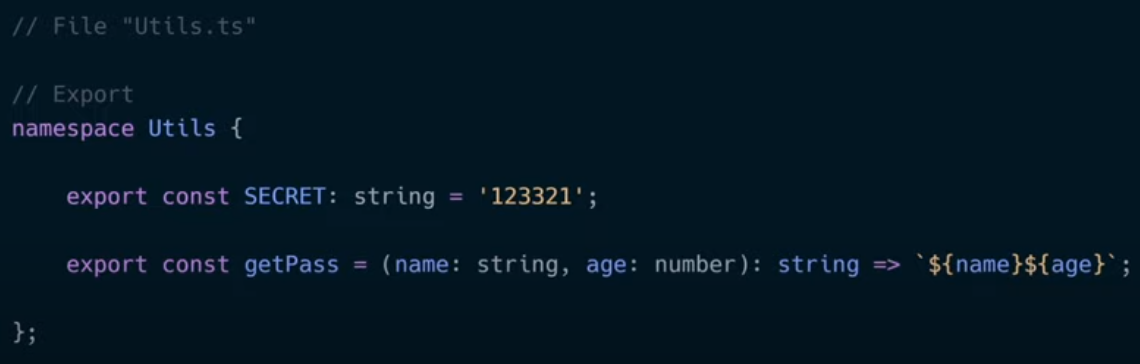 // File "Utils.ts"
// Export
namespace Utils {
export const SECRET: string = '123321';
export const getPass = (name: string, age: number): string => `${name}${age}`;
};